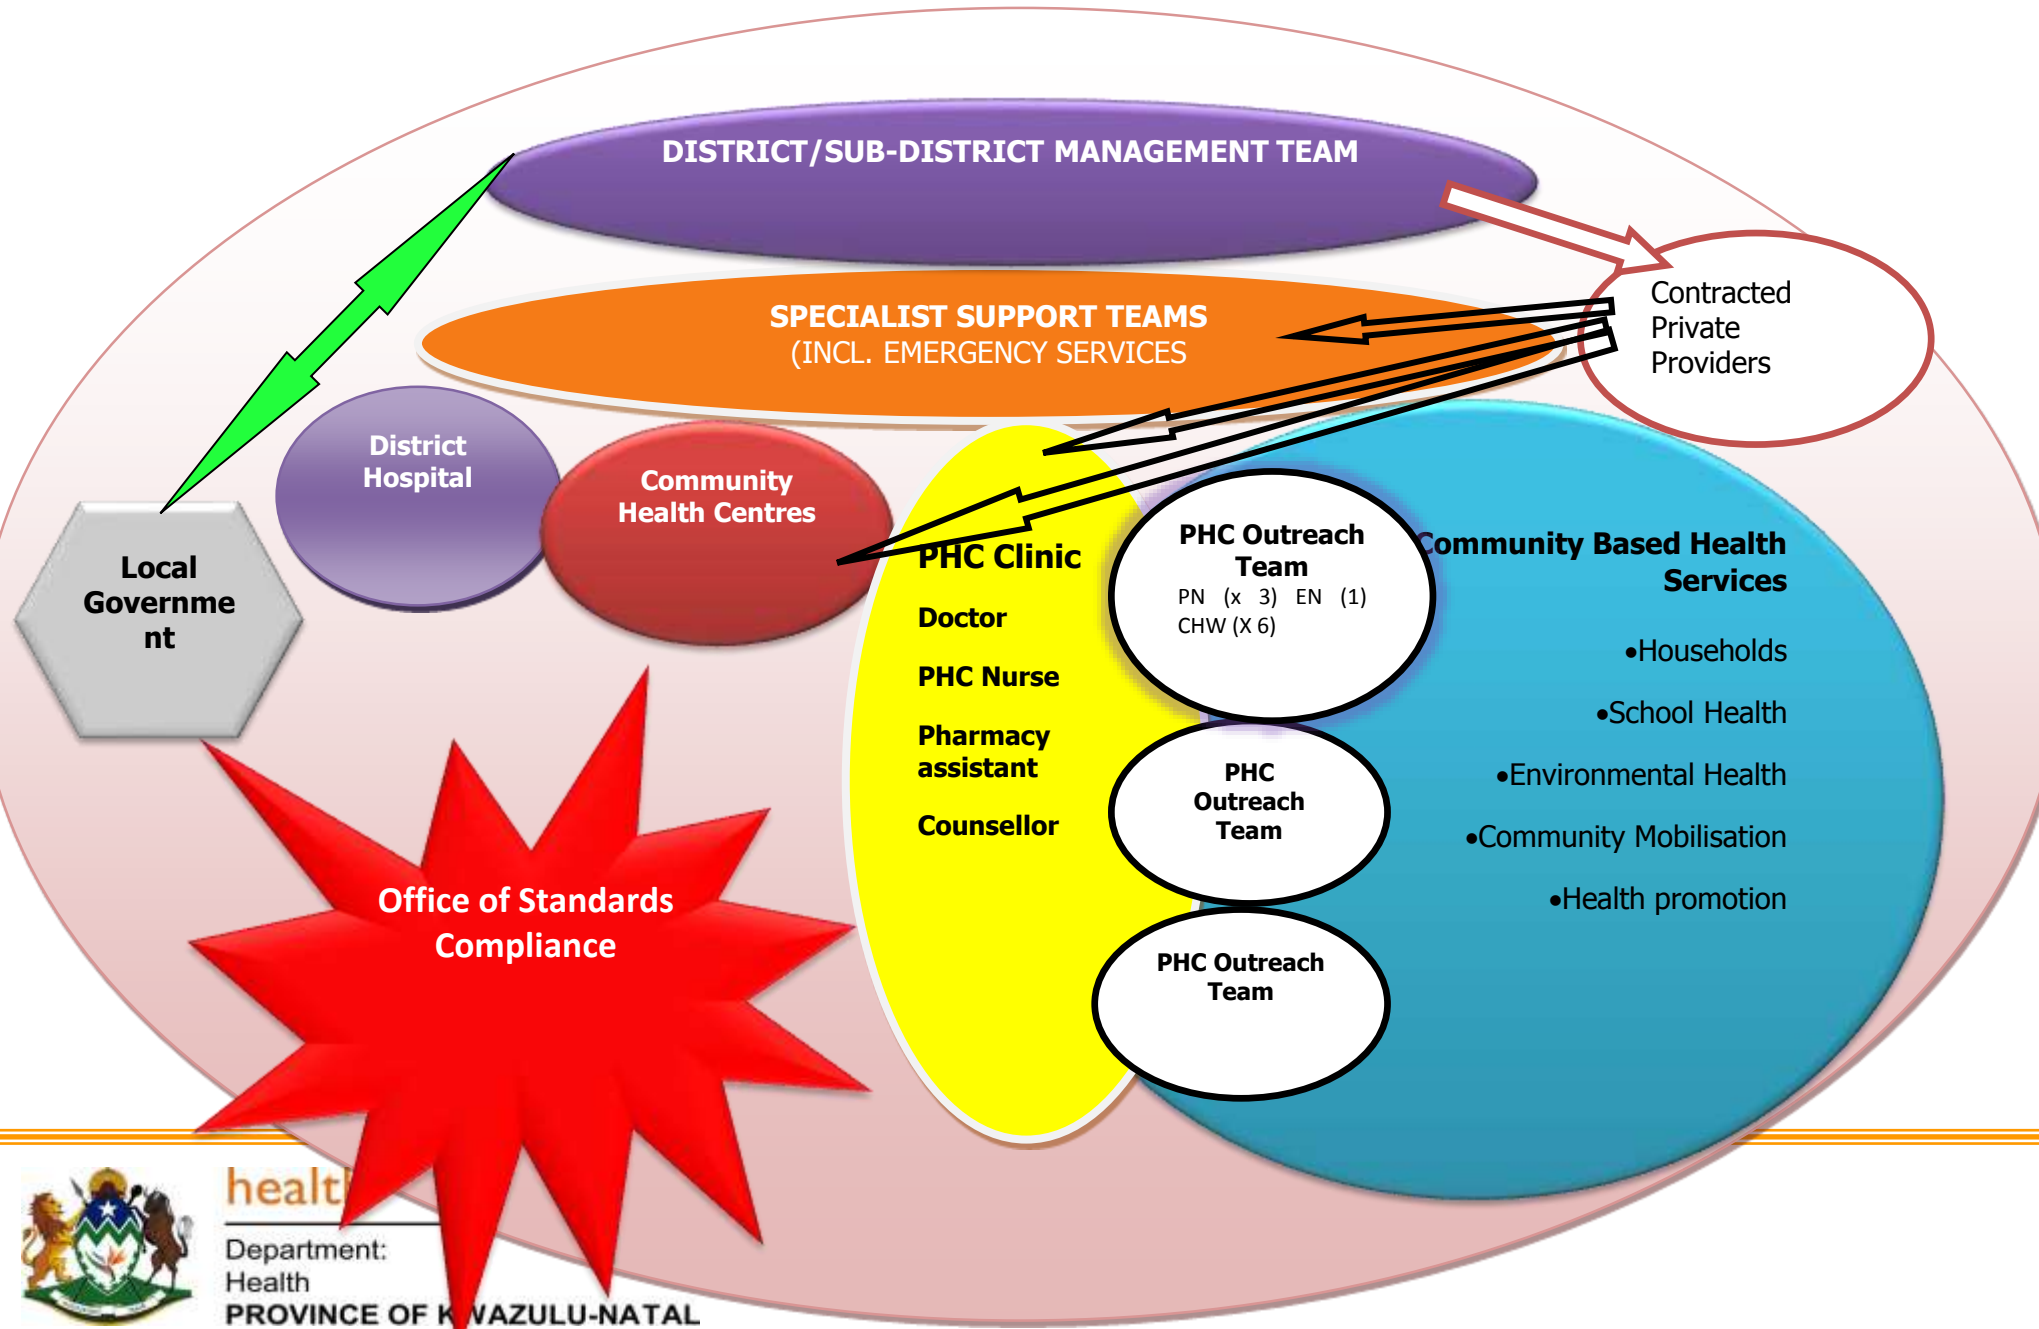 DISTRICT/SUB-DISTRICT MANAGEMENT TEAM
SPECIALIST SUPPORT TEAMS
(INCL. EMERGENCY SERVICES
Contracted
Private
Providers
District
Hospital
Community
Health Centres
Local
Governme
nt
PHC Clinic
Doctor
PHC Nurse
Pharmacy
assistant
Counsellor
PHC Outreach
Team
PN (x 3) EN (1)
CHW (X 6)
PHC
Outreach
Team
PHC Outreach
Team
Community Based Health
Services
•Households
•School Health
•Environmental Health
•Community Mobilisation
•Health promotion
Office of Standards
Compliance
healt
Department:
Health
PROVINCE OF KWAZULU-NATAL